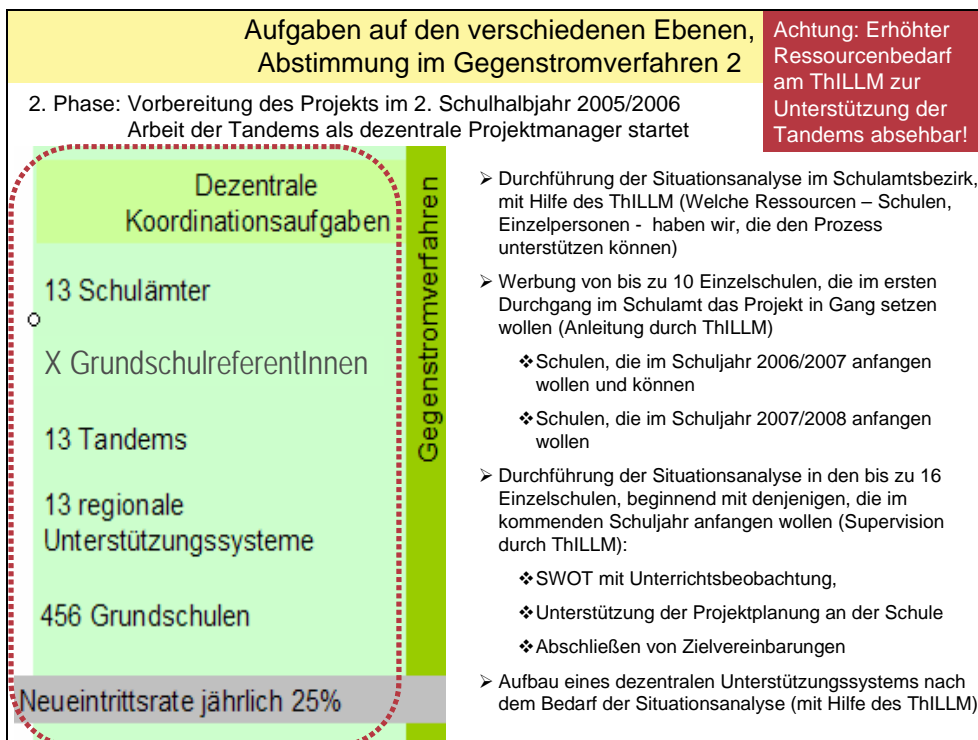 Aufgaben auf den verschiedenen Ebenen,
Abstimmung im Gegenstromverfahren 2
Achtung: Erhöhter
Ressourcenbedarf
am ThILLM zur
Unterstützung der
Tandems absehbar!
2. Phase: Vorbereitung des Projekts im 2. Schulhalbjahr 2005/2006
Arbeit der Tandems als dezentrale Projektmanager startet
Dezentrale
Koordinationsaufgaben
13 Schulämter
X GrundschulreferentInnen
13 Tandems
13 regionale
Unterstützungssysteme
456 Grundschulen
Neueintrittsrate jährlich 25%
Gegenstromverfahren
➢ Durchführung der Situationsanalyse im Schulamtsbezirk,
mit Hilfe des ThILLM (Welche Ressourcen – Schulen,
Einzelpersonen - haben wir, die den Prozess
unterstützen können)
➢ Werbung von bis zu 10 Einzelschulen, die im ersten
Durchgang im Schulamt das Projekt in Gang setzen
wollen (Anleitung durch ThILLM)
❖Schulen, die im Schuljahr 2006/2007 anfangen
wollen und können
❖Schulen, die im Schuljahr 2007/2008 anfangen
wollen
➢ Durchführung der Situationsanalyse in den bis zu 16
Einzelschulen, beginnend mit denjenigen, die im
kommenden Schuljahr anfangen wollen (Supervision
durch ThILLM):
❖SWOT mit Unterrichtsbeobachtung,
❖Unterstützung der Projektplanung an der Schule
❖Abschließen von Zielvereinbarungen
➢ Aufbau eines dezentralen Unterstützungssystems nach
dem Bedarf der Situationsanalyse (mit Hilfe des ThILLM)